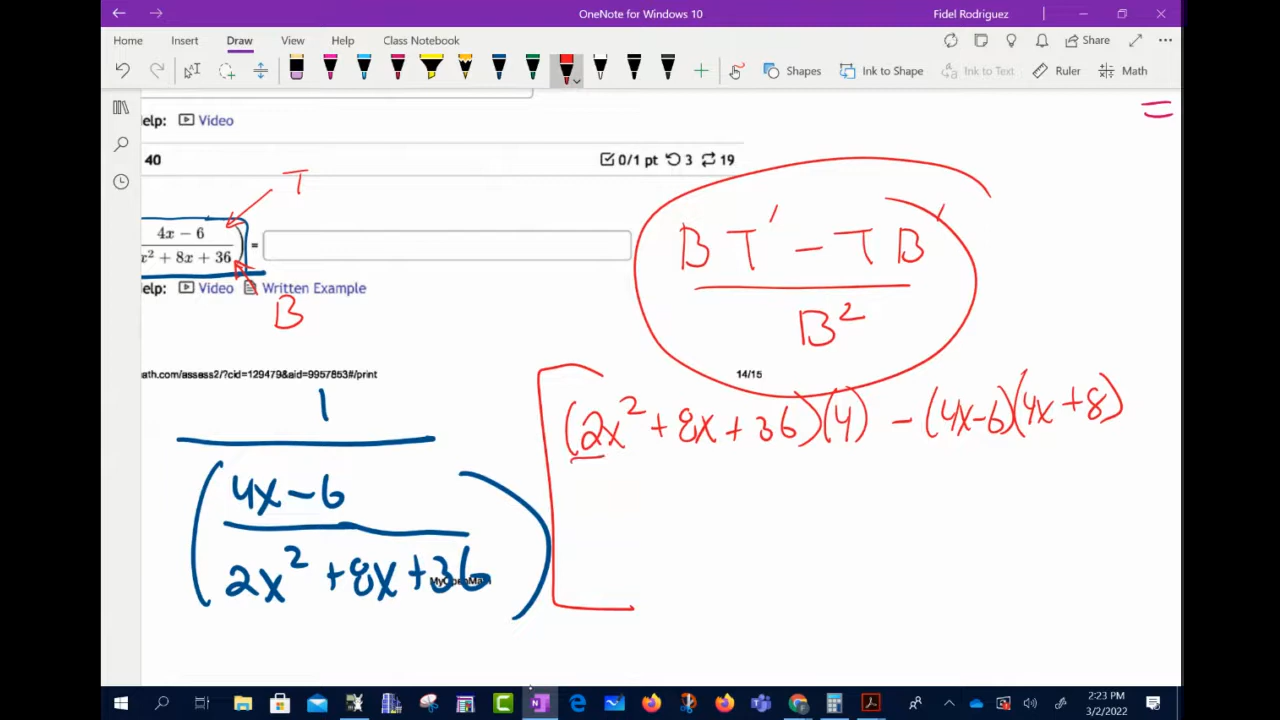 OneNote for Windows 10
Fidel Rodriguez
Home Insert Draw View Help Class Notebook
Share
Shapes Ink to Shape Ink to Text Ruler Math
=
elp: Video
40
0/1 pt 3 19
T
4x − 6
x² + 8x + 36 ) =
elp: Video Written Example
B
B T' − T B'
B²
ath.com/assess2/?cid=129479&aid=9957853#/print
14/15
1
(2x² + 8x + 36)(4) − (4x−6)(4x+8)
4x − 6
2x² + 8x + 36
2:23 PM
3/2/2022